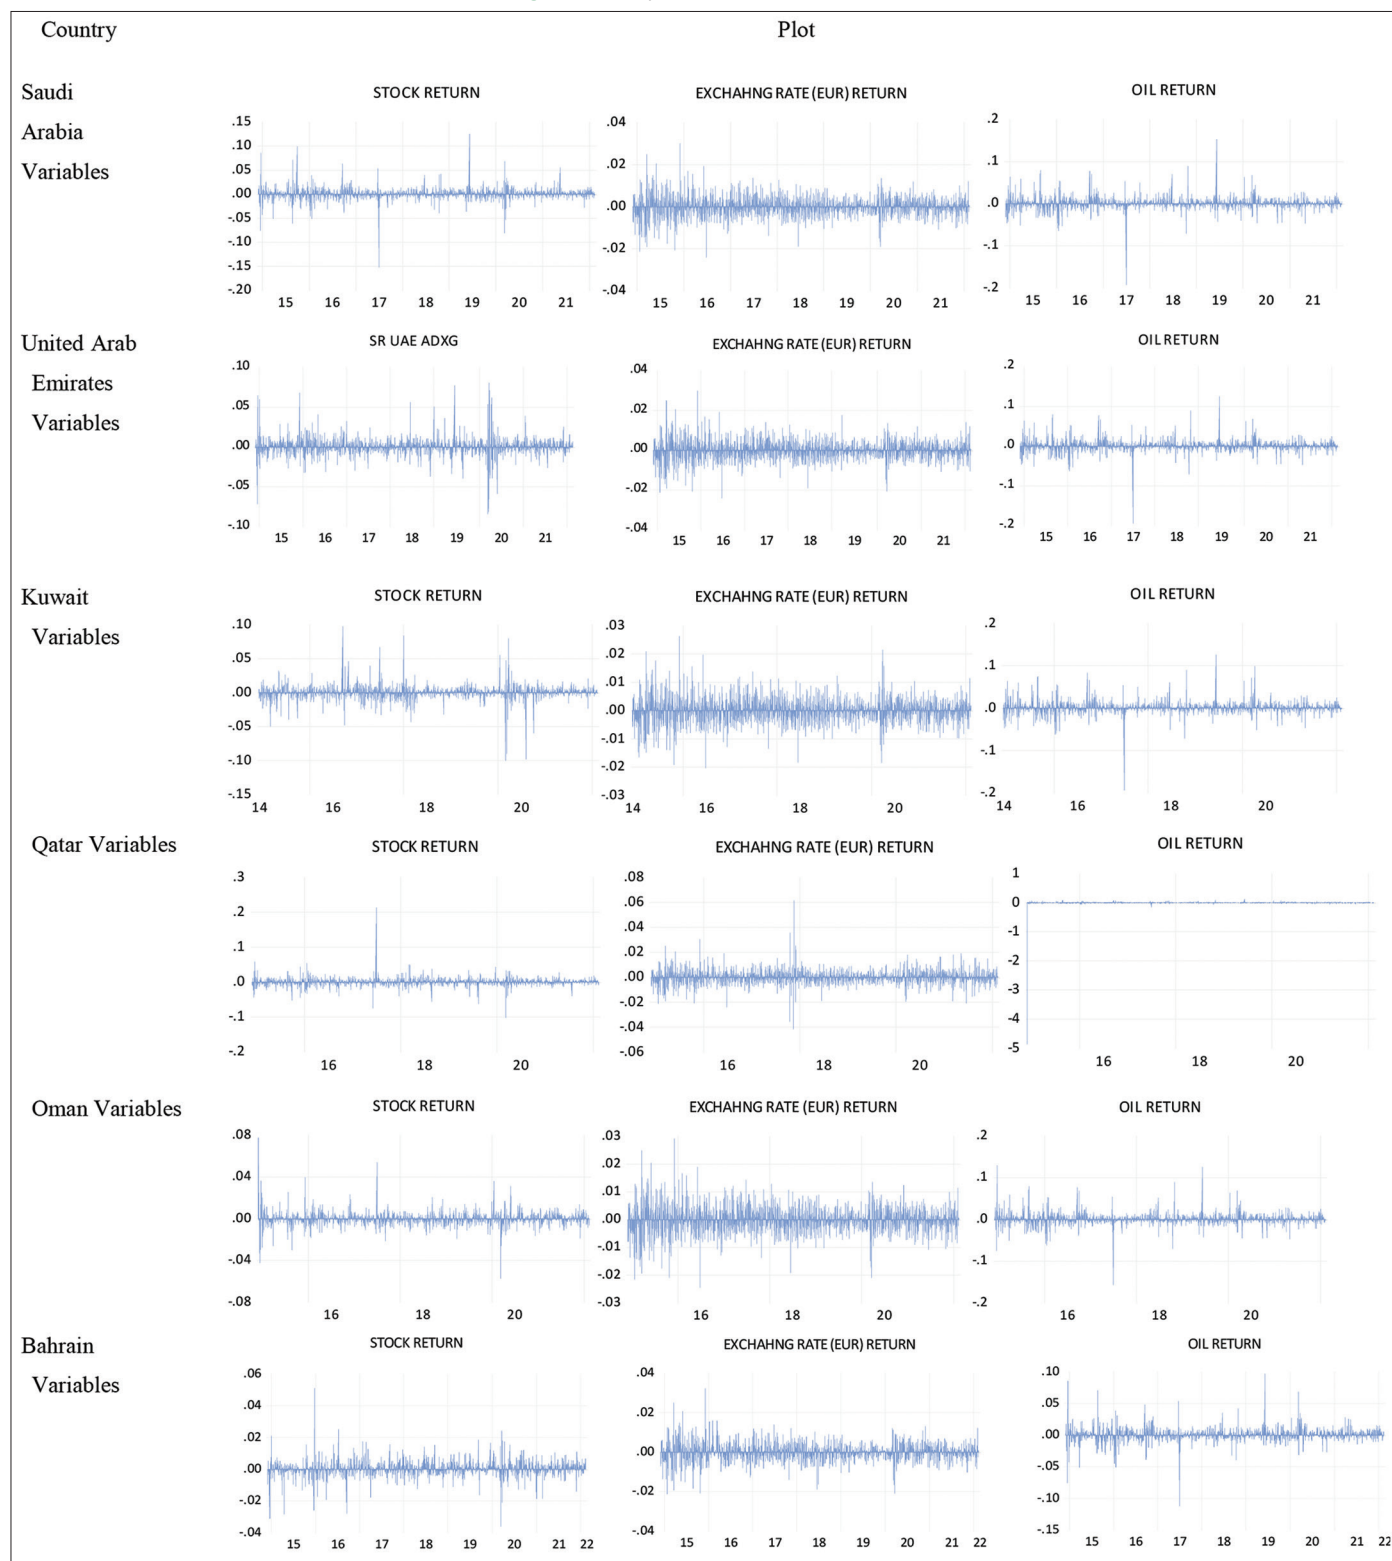 Country Plot
Saudi
Arabia
Variables
STOCK RETURN
.15
.10
.05
.00
-.05
-.10
-.15
-.20
15 16 17 18 19 20 21
EXCHAHNG RATE (EUR) RETURN
.04
.02
.00
-.02
-.04
15 16 17 18 19 20 21
OIL RETURN
.2
.1
.0
-.1
-.2
15 16 17 18 19 20 21
United Arab
Emirates
Variables
SR UAE ADXG
.10
.05
.00
-.05
-.10
15 16 17 18 19 20 21
EXCHAHNG RATE (EUR) RETURN
.04
.02
.00
-.02
-.04
15 16 17 18 19 20 21
OIL RETURN
.2
.1
.0
-.1
-.2
15 16 17 18 19 20 21
Kuwait
Variables
STOCK RETURN
.10
.05
.00
-.05
-.10
-.15
14 16 18 20
EXCHAHNG RATE (EUR) RETURN
.03
.02
.01
.00
-.01
-.02
-.03
14 16 18 20
OIL RETURN
.2
.1
.0
-.1
-.2
14 16 18 20
Qatar Variables
STOCK RETURN
.3
.2
.1
.0
-.1
-.2
16 18 20
EXCHAHNG RATE (EUR) RETURN
.08
.06
.04
.02
.00
-.02
-.04
-.06
16 18 20
OIL RETURN
1
0
-1
-2
-3
-4
-5
16 18 20
Oman Variables
STOCK RETURN
.08
.04
.00
-.04
-.08
16 18 20
EXCHAHNG RATE (EUR) RETURN
.03
.02
.01
.00
-.01
-.02
-.03
16 18 20
OIL RETURN
.2
.1
.0
-.1
-.2
16 18 20
Bahrain
Variables
STOCK RETURN
.06
.04
.02
.00
-.02
-.04
15 16 17 18 19 20 21 22
EXCHAHNG RATE (EUR) RETURN
.04
.02
.00
-.02
-.04
15 16 17 18 19 20 21 22
OIL RETURN
.10
.05
.00
-.05
-.10
-.15
15 16 17 18 19 20 21 22